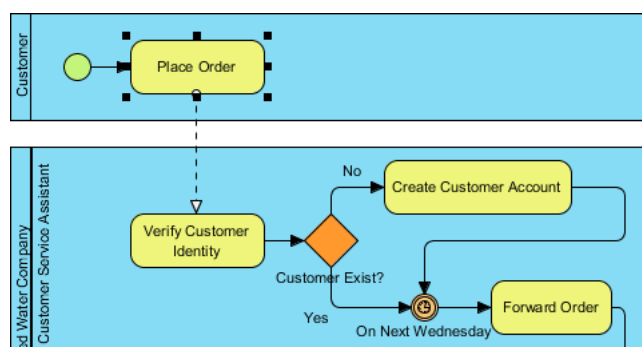 Customer
Place Order
ed Water Company
Customer Service Assistant
Verify Customer
Identity
Customer Exist?
No
Create Customer Account
Yes
On Next Wednesday
Forward Order